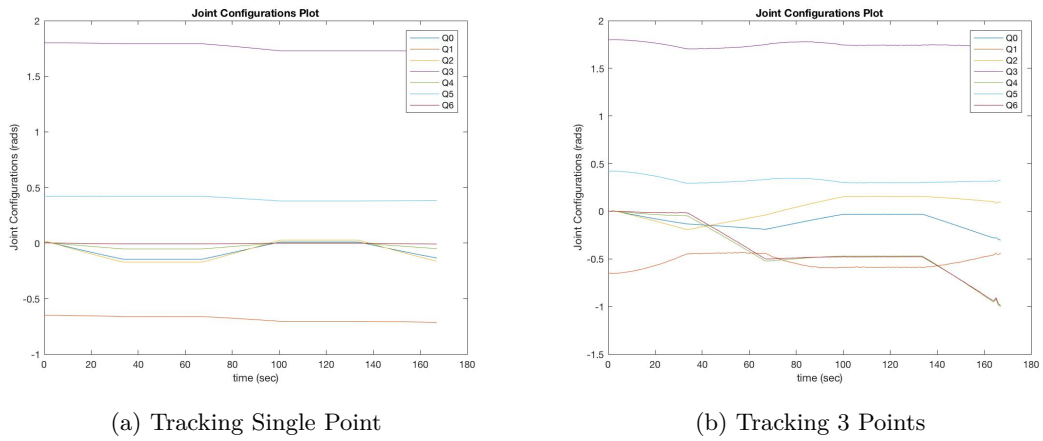 Joint Configurations Plot
2
1.5
1
0.5
0
-0.5
-1
Joint Configurations (rads)
0 20 40 60 80 100 120 140 160 180
time (sec)
Q0
Q1
Q2
Q3
Q4
Q5
Q6
(a) Tracking Single Point
Joint Configurations Plot
2
1.5
1
0.5
0
-0.5
-1
-1.5
Joint Configurations (rads)
0 20 40 60 80 100 120 140 160 180
time (sec)
Q0
Q1
Q2
Q3
Q4
Q5
Q6
(b) Tracking 3 Points